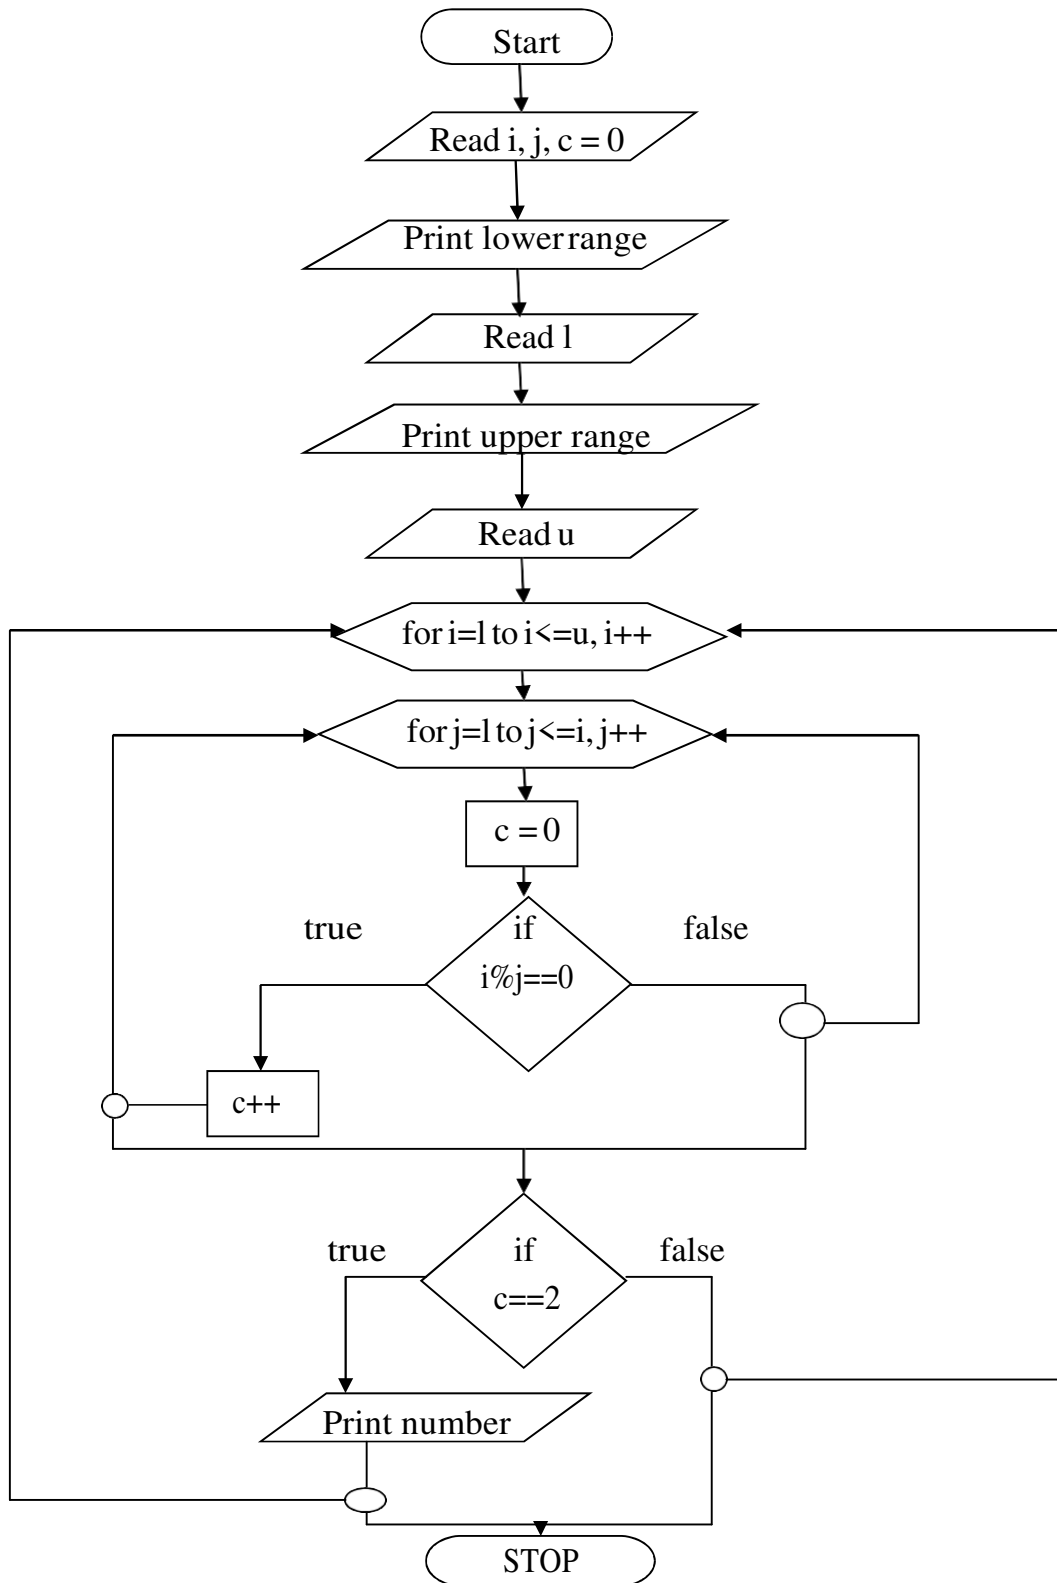 Start
Read i, j, c = 0
Print lower range
Read l
Print upper range
Read u
for i=l to i<=u, i++
for j=l to j<=i, j++
c = 0
true
if
false
i%j==0
c++
true
if
false
c==2
Print number
STOP